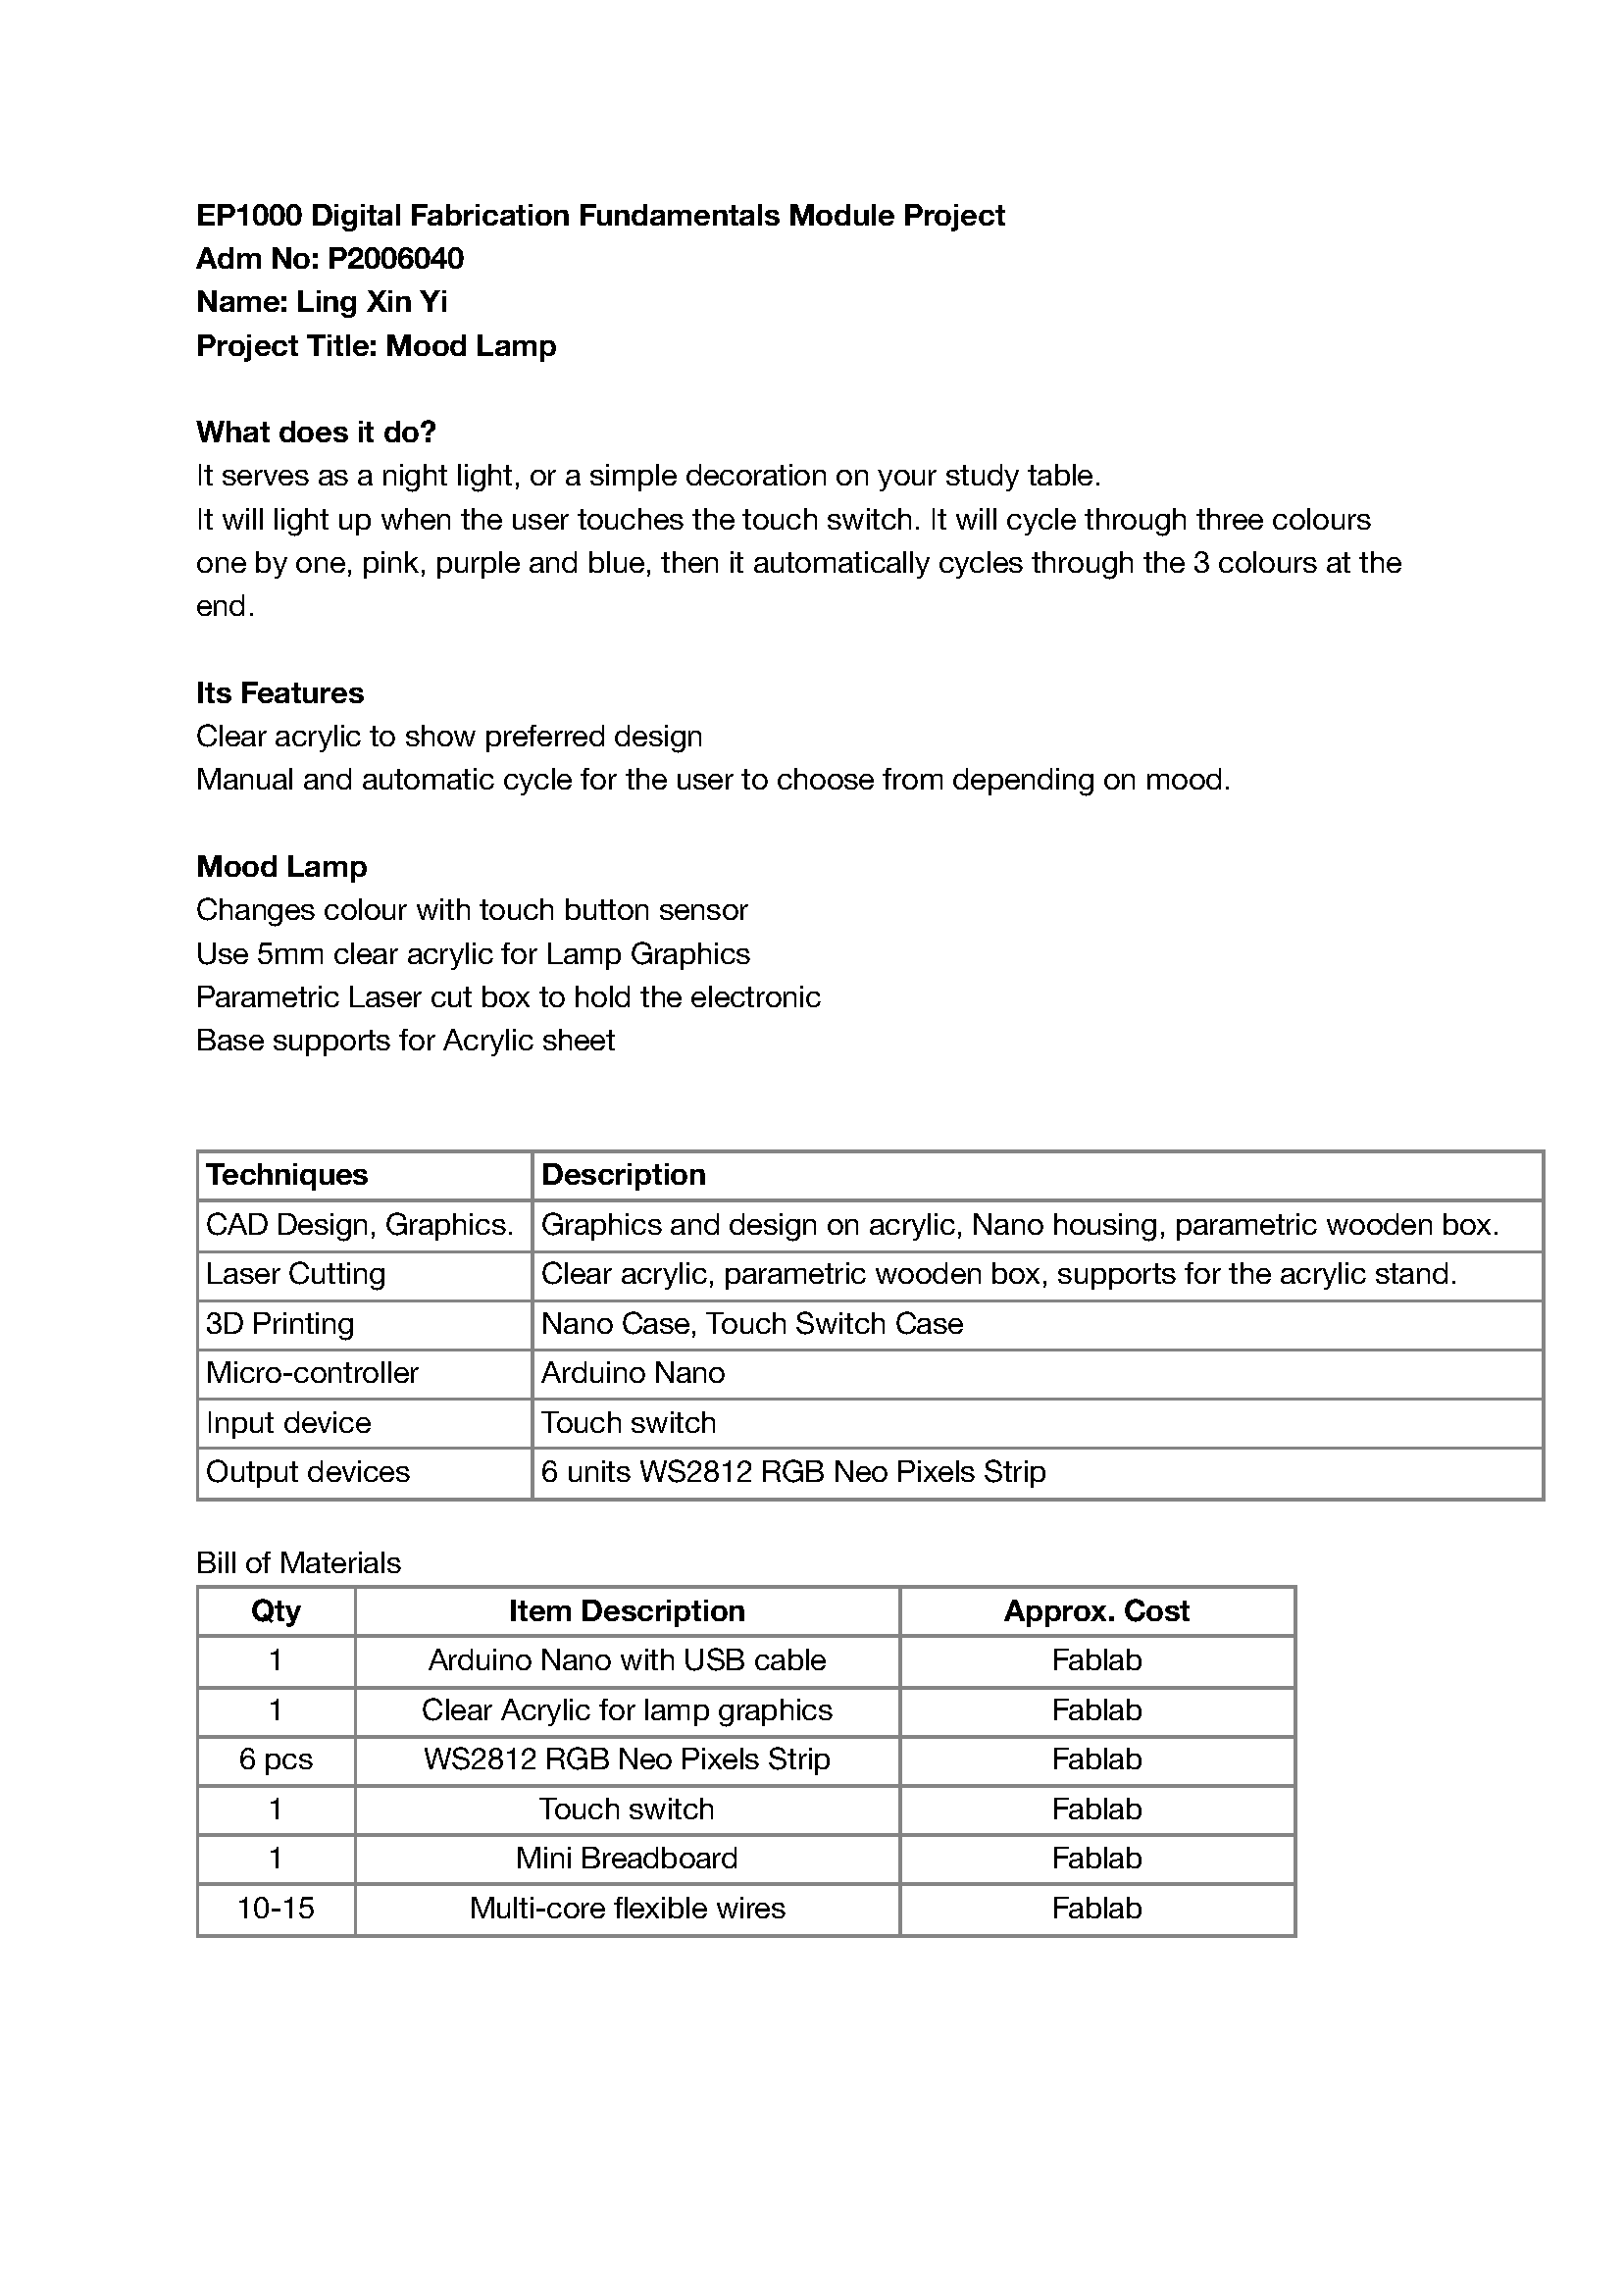 EP1000 Digital Fabrication Fundamentals Module Project
Adm No: P2006040
Name: Ling Xin Yi
Project Title: Mood Lamp
What does it do?
It serves as a night light, or a simple decoration on your study table.
It will light up when the user touches the touch switch. It will cycle through three colours
one by one, pink, purple and blue, then it automatically cycles through the 3 colours at the
end.
Its Features
Clear acrylic to show preferred design
Manual and automatic cycle for the user to choose from depending on mood.
Mood Lamp
Changes colour with touch button sensor
Use 5mm clear acrylic for Lamp Graphics
Parametric Laser cut box to hold the electronic
Base supports for Acrylic sheet
Techniques Description
CAD Design, Graphics. Graphics and design on acrylic, Nano housing, parametric wooden box.
Laser Cutting Clear acrylic, parametric wooden box, supports for the acrylic stand.
3D Printing Nano Case, Touch Switch Case
Micro-controller Arduino Nano
Input device Touch switch
Output devices 6 units WS2812 RGB Neo Pixels Strip
Bill of Materials
Qty Item Description Approx. Cost
1 Arduino Nano with USB cable Fablab
1 Clear Acrylic for lamp graphics Fablab
6 pcs WS2812 RGB Neo Pixels Strip Fablab
1 Touch switch Fablab
1 Mini Breadboard Fablab
10-15 Multi-core flexible wires Fablab